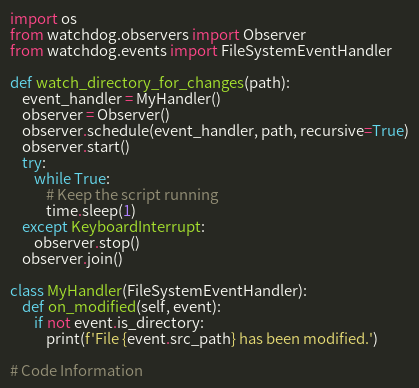 import os
from watchdog.observers import Observer
from watchdog.events import FileSystemEventHandler

def watch_directory_for_changes(path):
    event_handler = MyHandler()
    observer = Observer()
    observer.schedule(event_handler, path, recursive=True)
    observer.start()
    try:
        while True:
            # Keep the script running
            time.sleep(1)
    except KeyboardInterrupt:
        observer.stop()
    observer.join()

class MyHandler(FileSystemEventHandler):
    def on_modified(self, event):
        if not event.is_directory:
            print(f'File {event.src_path} has been modified.')

# Code Information